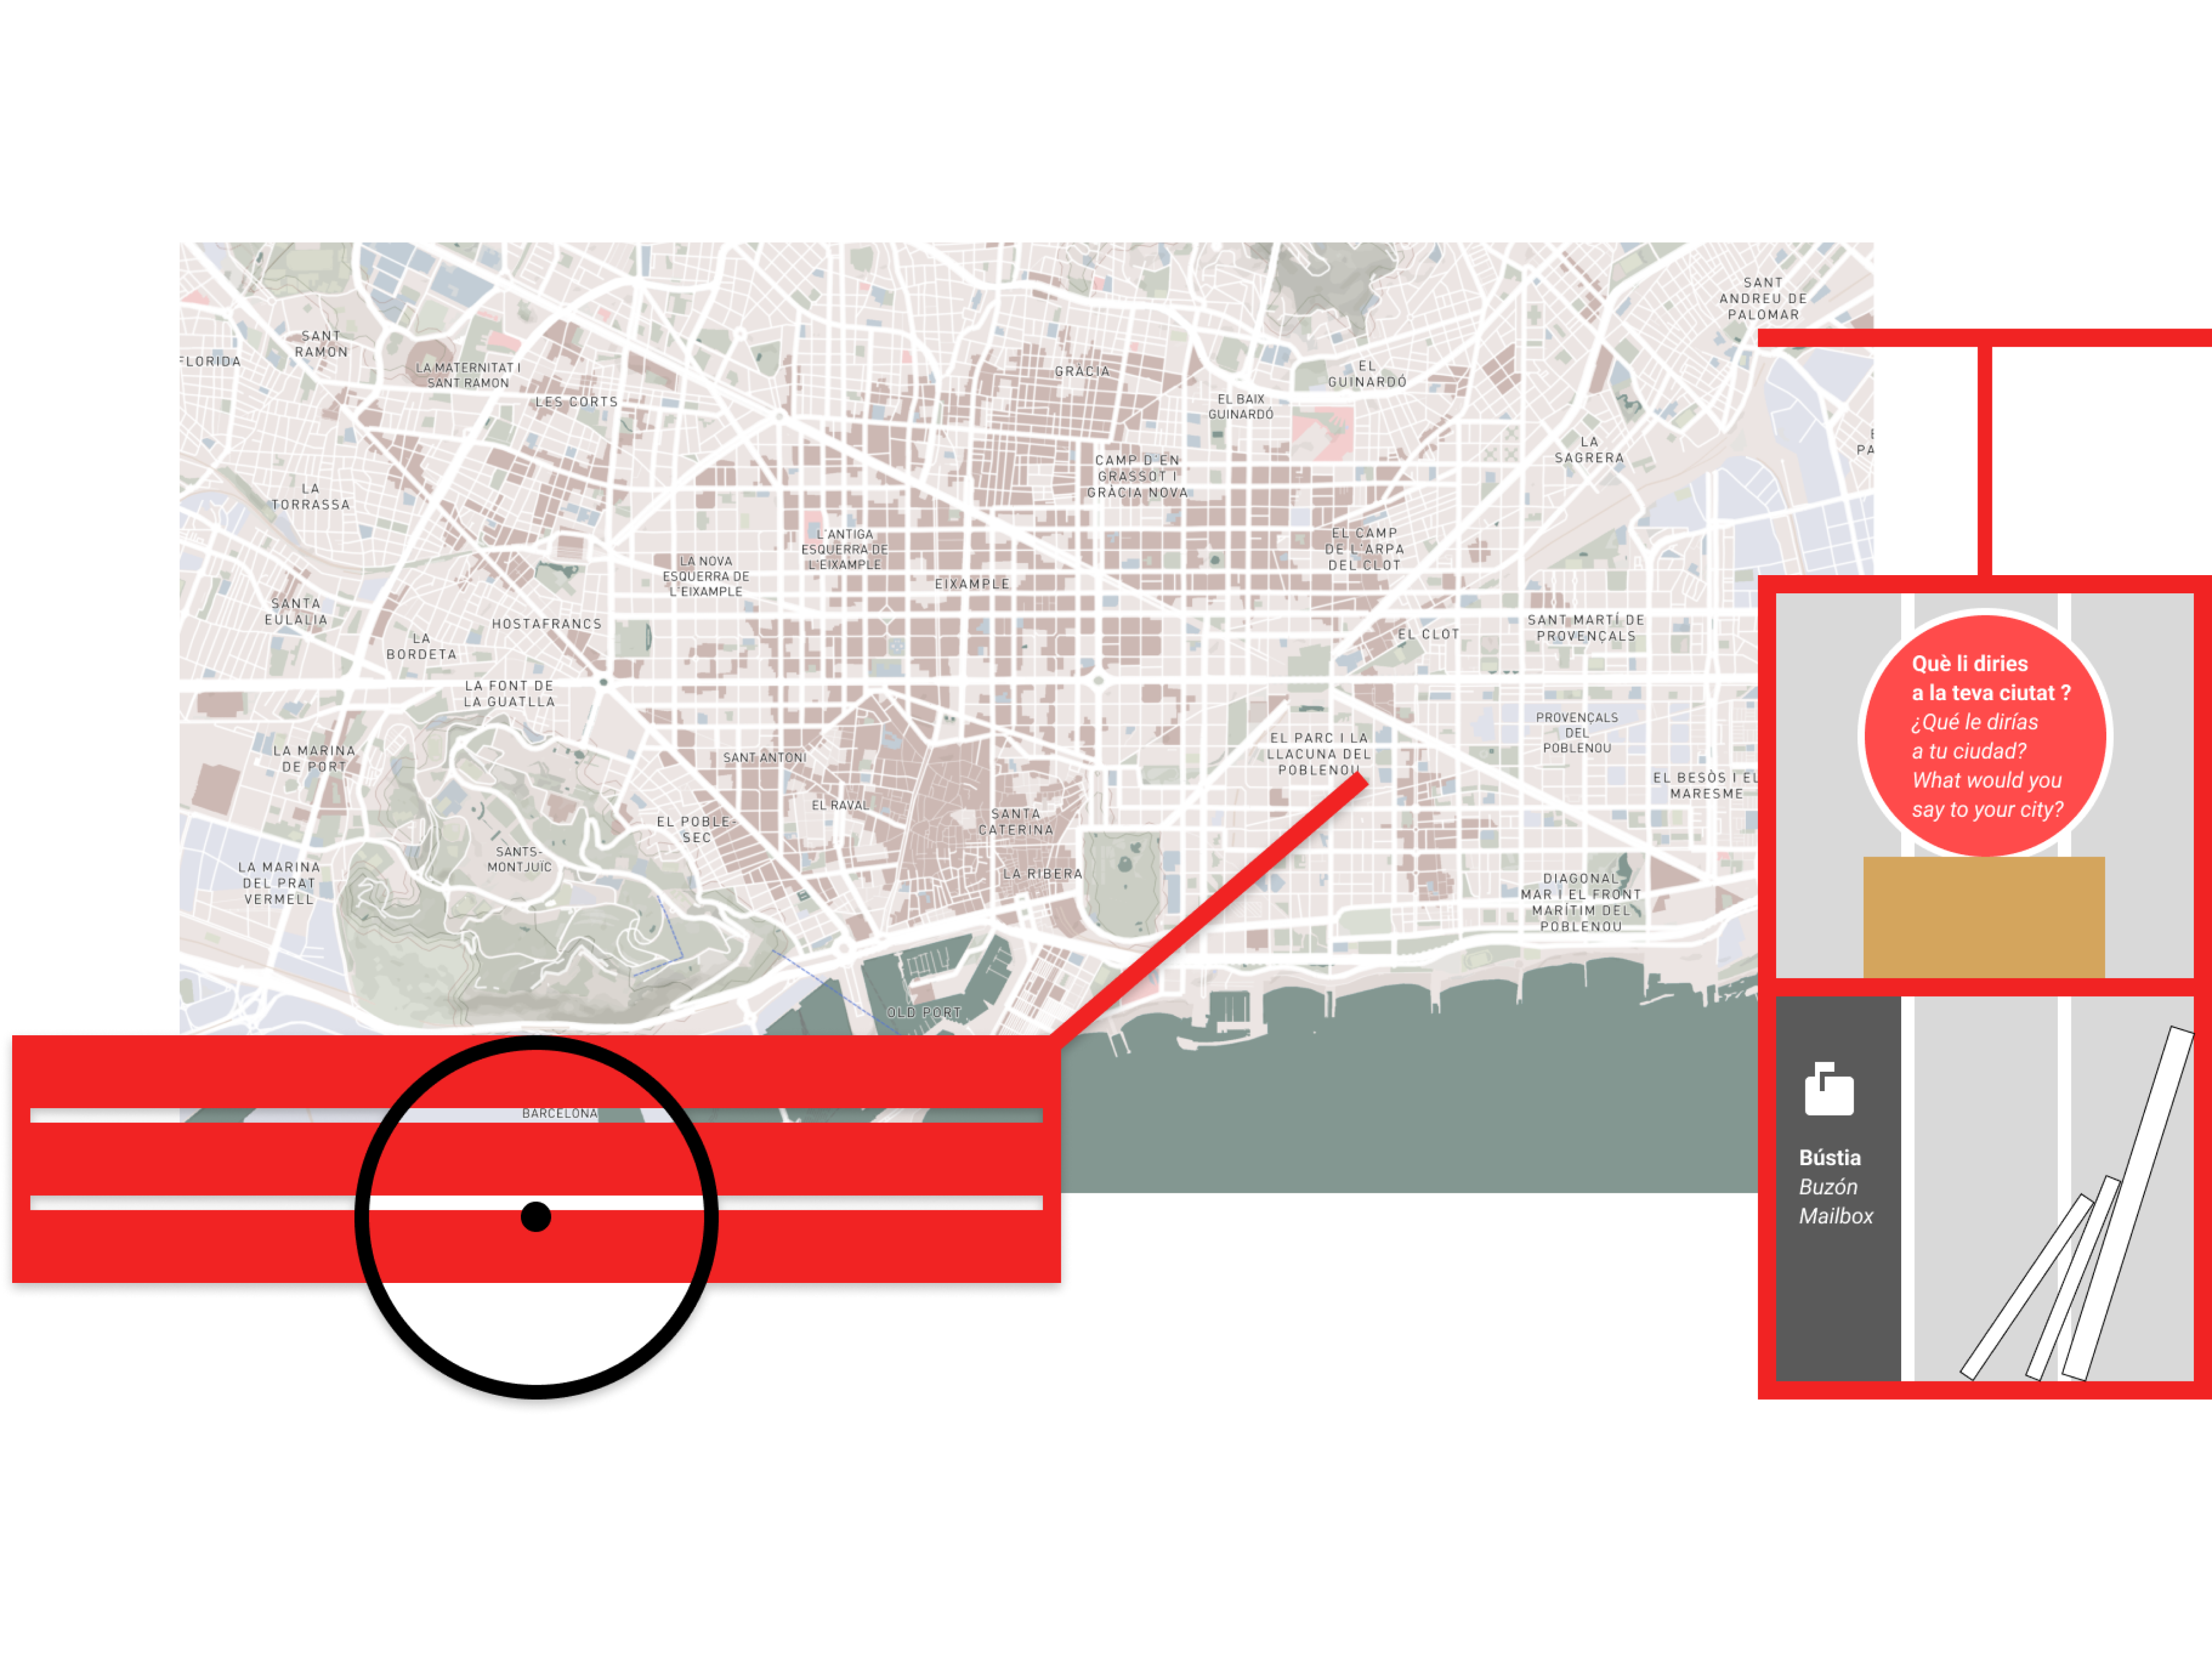 SANT
ANDREU DE
PALOMAR
SANT
RAMON
FLORIDA
LA MATERNITAT I
SANT RAMON
LES CORTS
GRÀCIA
EL
GUINARDÓ
EL BAIX
GUINARDÓ
LA
SAGRERA
PA
CAMP D'EN
GRASSOT I
GRÀCIA NOVA
LA
TORRASSA
L'ANTIGA
ESQUERRA DE
L'EIXAMPLE
EL CAMP
DE L'ARPA
DEL CLOT
LA NOVA
ESQUERRA DE
L'EIXAMPLE
EIXAMPLE
SANTA
EULALIA
HOSTAFRANCS
LA
BORDETA
EL CLOT
SANT MARTÍ DE
PROVENÇALS
LA FONT DE
LA GUATLLA
PROVENÇALS
DEL
POBLENOU
LA MARINA
DE PORT
SANT ANTONI
EL PARC I LA
LLACUNA DEL
POBLENOU
EL BESÒS I EL
MARESME
EL RAVAL
EL POBLE-
SEC
SANTA
CATERINA
SANTS-
MONTJUÏC
LA MARINA
DEL PRAT
VERMELL
LA RIBERA
DIAGONAL
MAR I EL FRONT
MARÍTIM DEL
POBLENOU
OLD PORT
BARCELONA
Què li diries
a la teva ciutat ?
¿Qué le dirías
a tu ciudad?
What would you
say to your city?
Bústia
Buzón
Mailbox